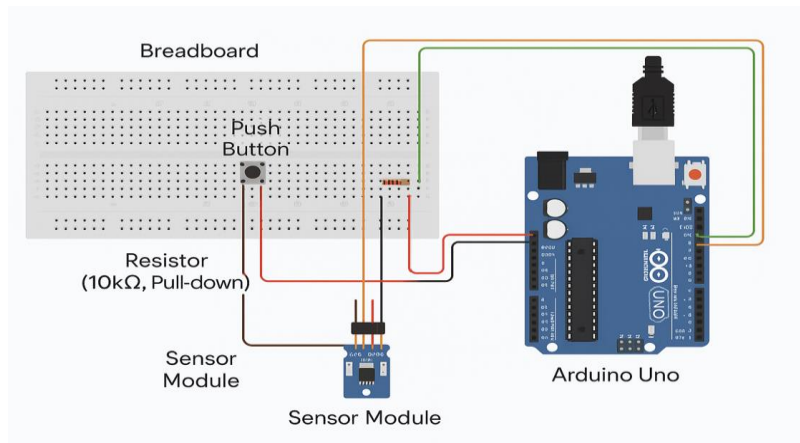 Breadboard
Push
Button
Resistor
(10kΩ, Pull-down)
Sensor
Module
Sensor Module
Arduino Uno
UNO